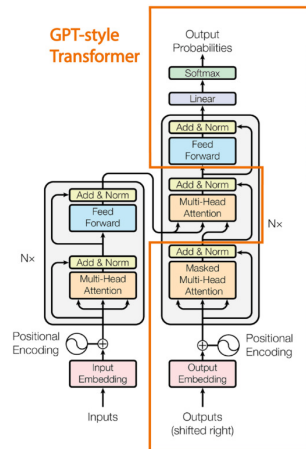 GPT-style
Transformer
Output
Probabilities
Softmax
Linear
Add & Norm
Feed
Forward
Add & Norm
Multi-Head
Attention
Add & Norm
Masked
Multi-Head
Attention
N×
Positional
Encoding
Output
Embedding
Outputs
(shifted right)
Add & Norm
Feed
Forward
N×
Add & Norm
Multi-Head
Attention
Positional
Encoding
Input
Embedding
Inputs